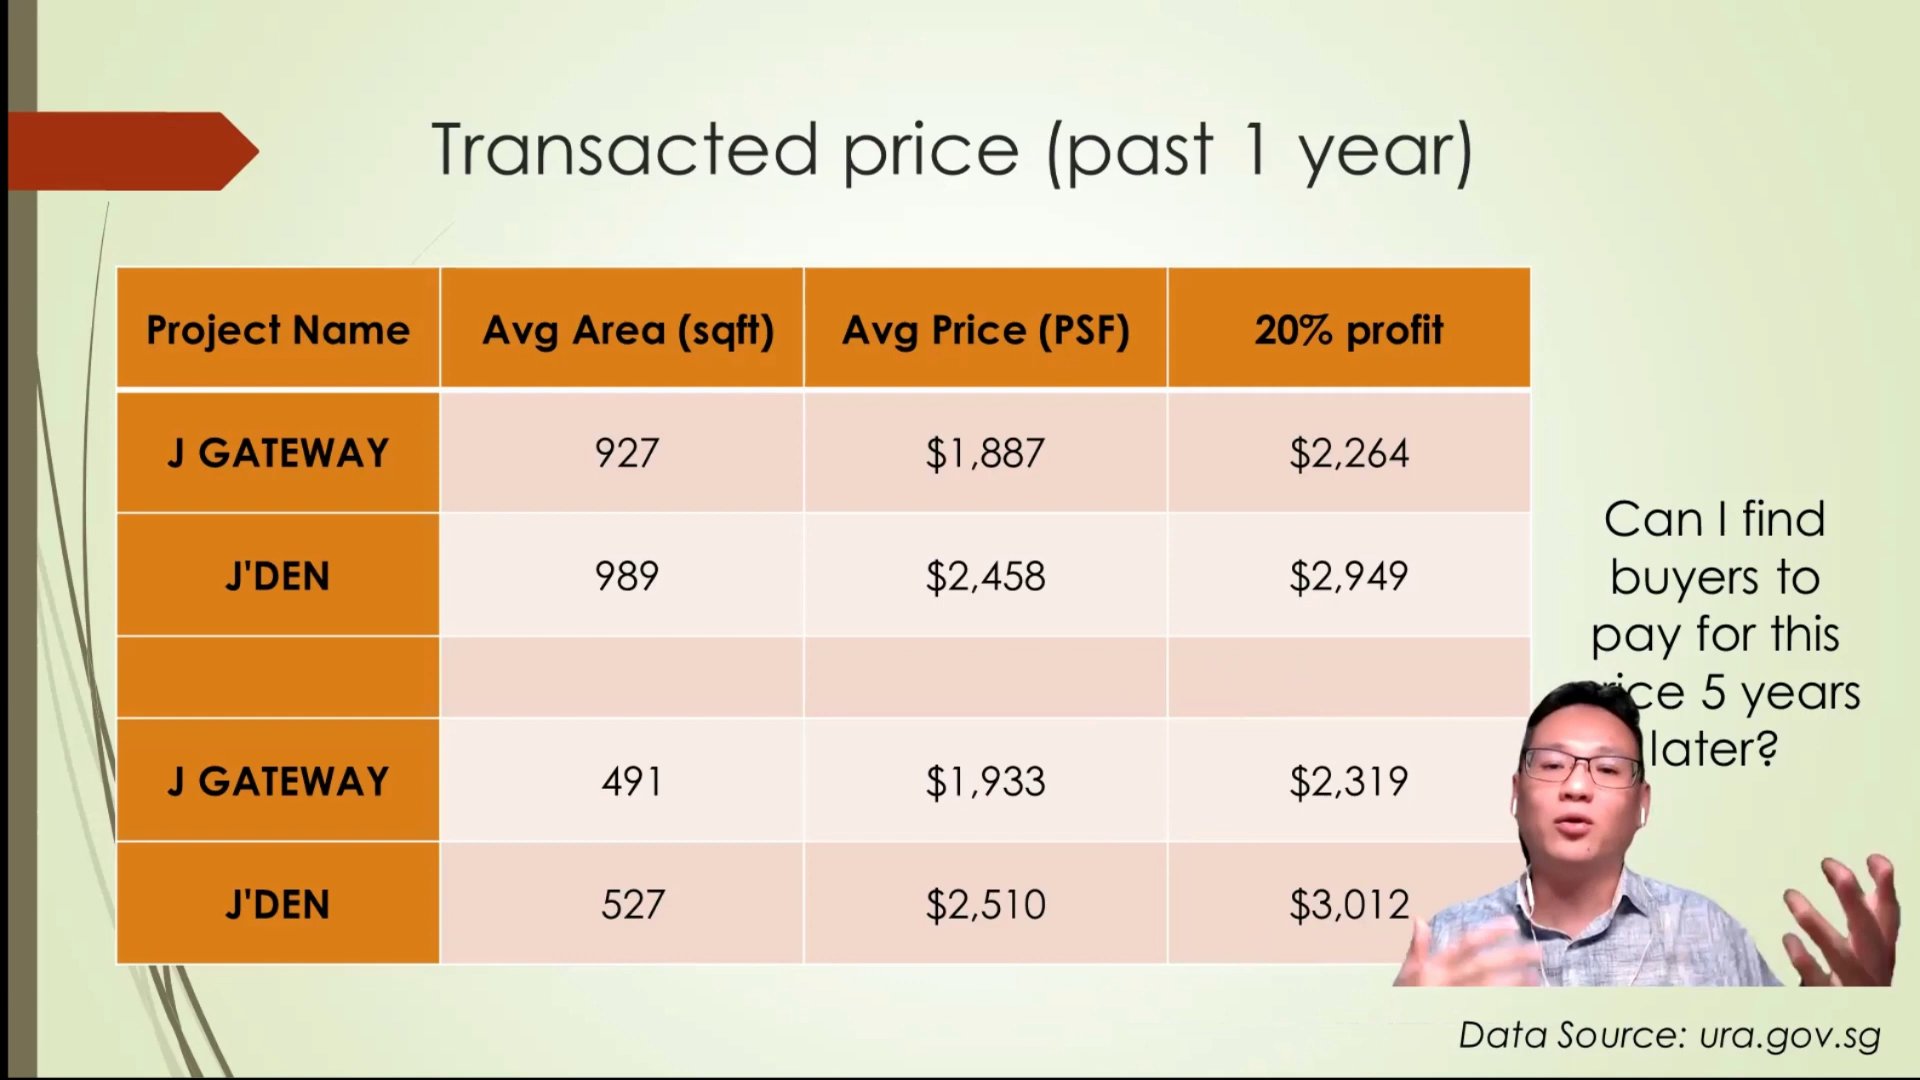 Transacted price (past 1 year)
Project Name Avg Area (sqft) Avg Price (PSF) 20% profit
J GATEWAY 927 $1,887 $2,264
J'DEN 989 $2,458 $2,949
J GATEWAY 491 $1,933 $2,319
J'DEN 527 $2,510 $3,012
Can I find
buyers to
pay for this
5 years
later?
Data Source: ura.gov.sg